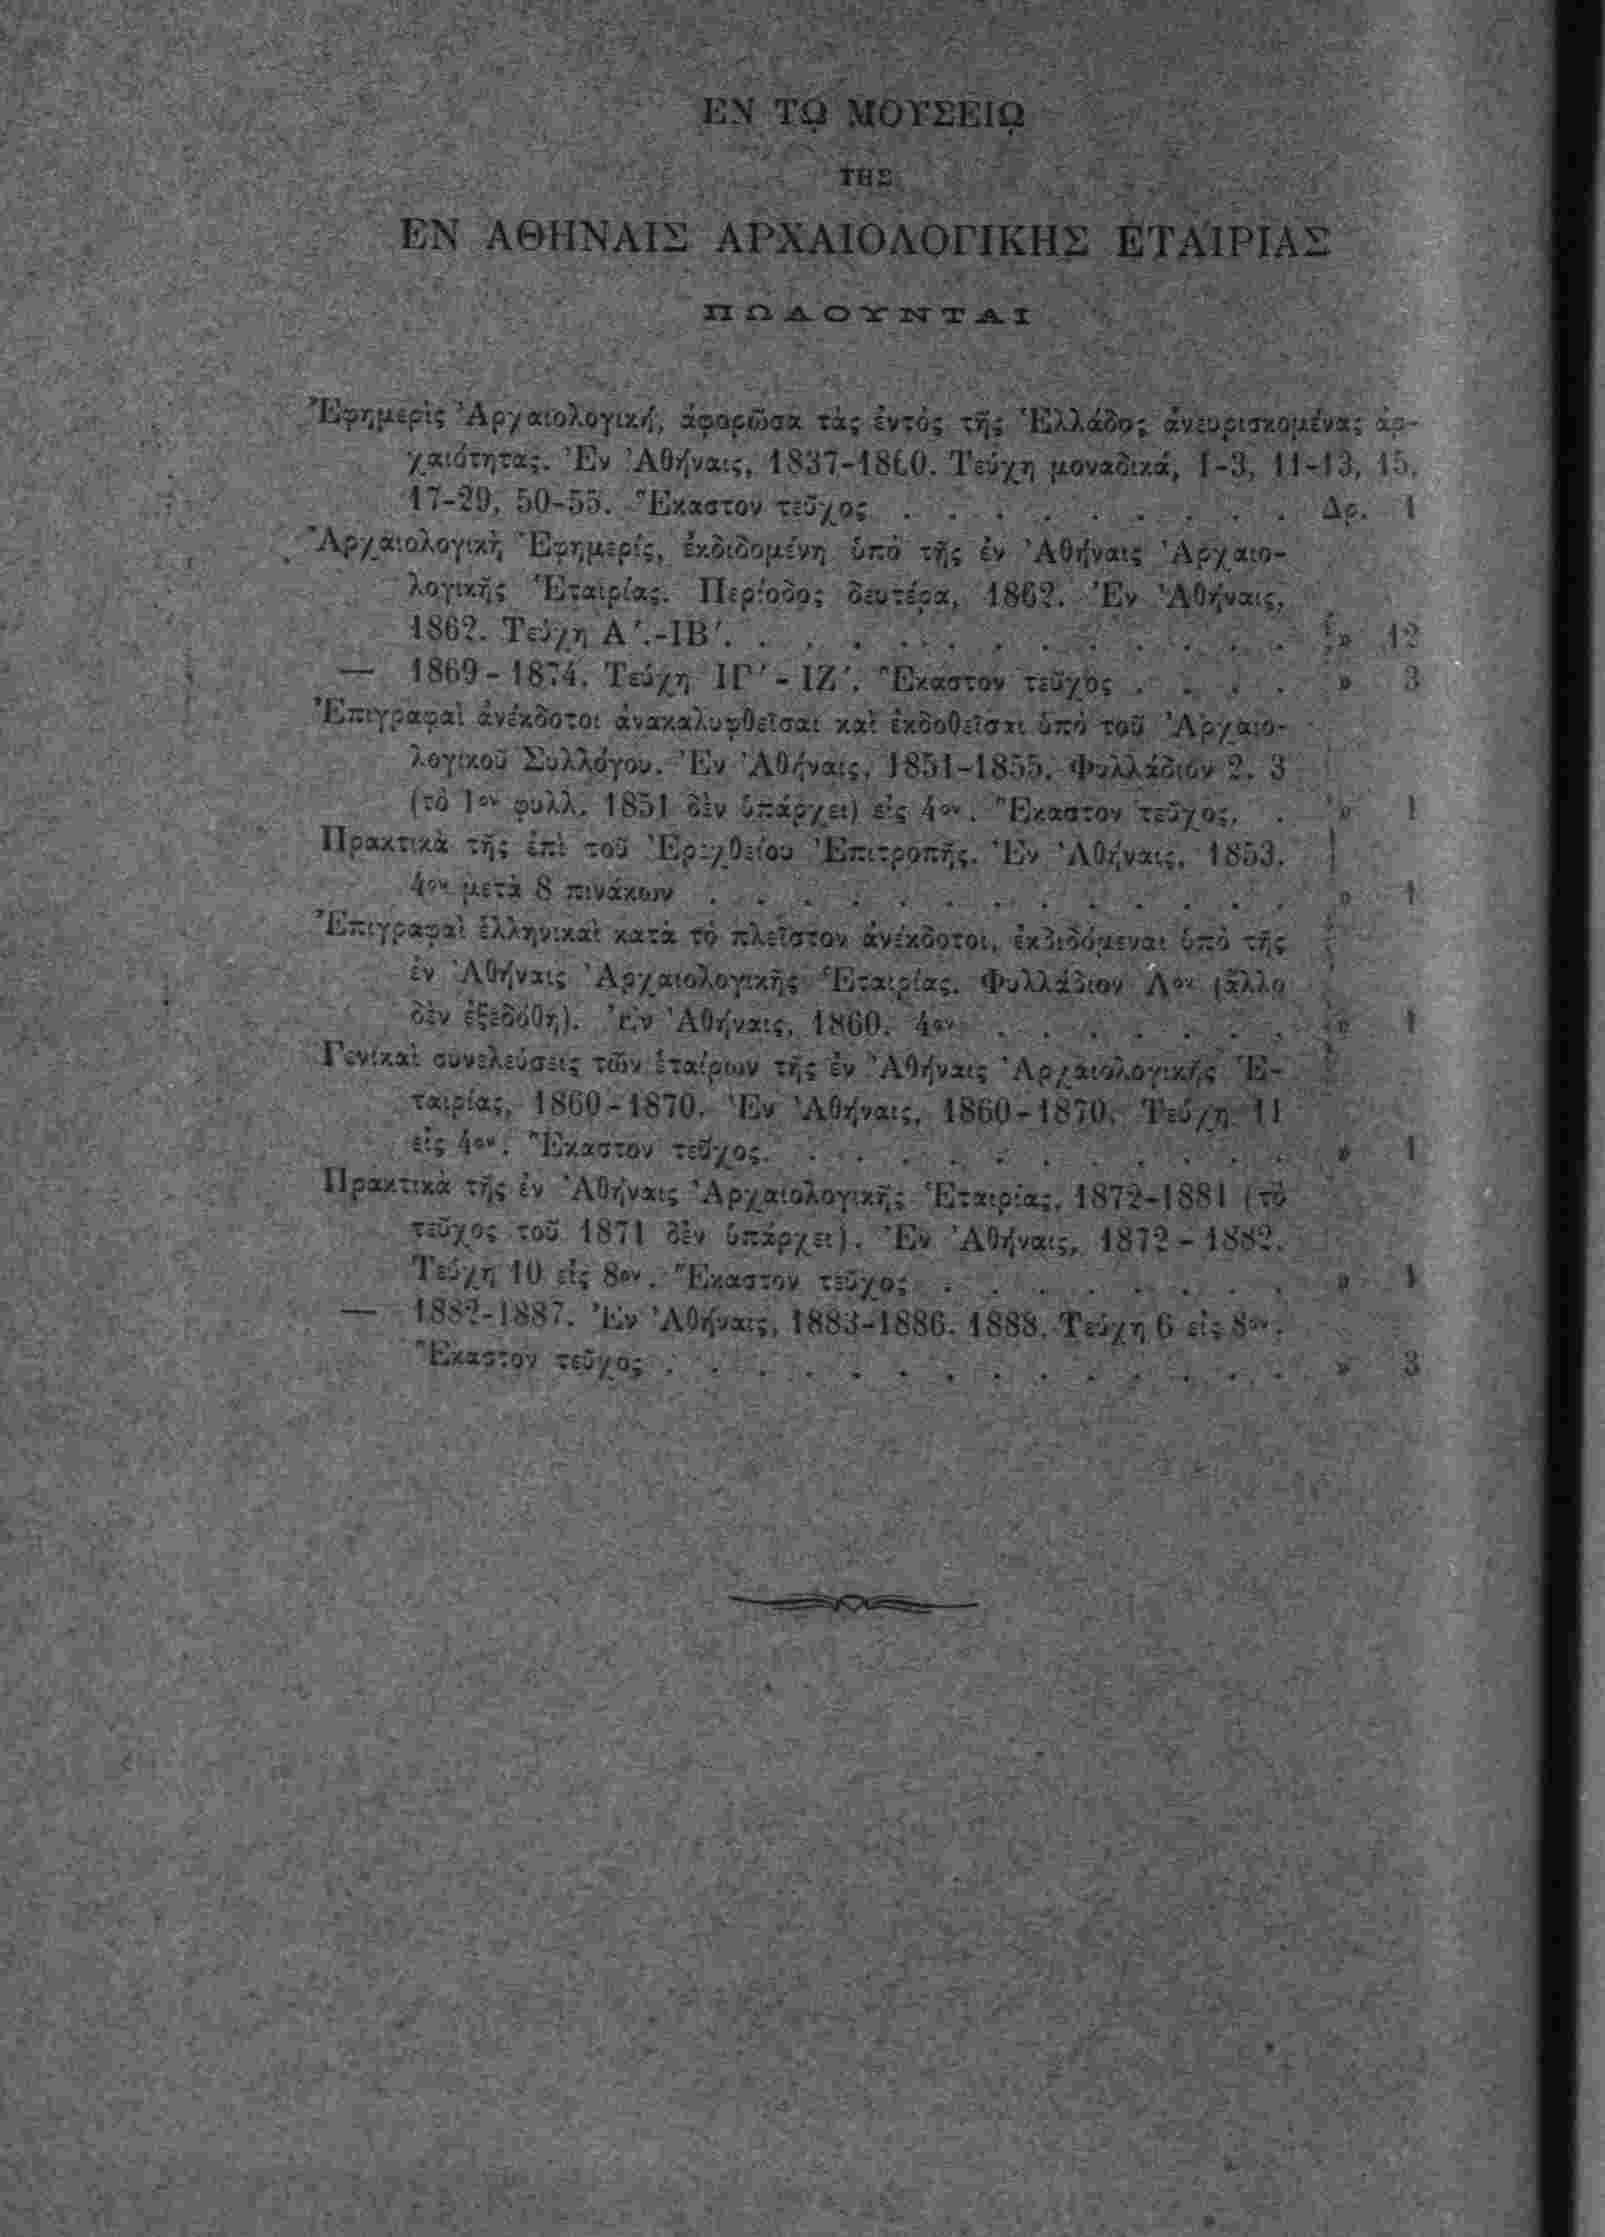 ΕΝ ΤΩ ΜΟΥΣΕΙΩ
ΤΗΣ
ΕΝ ΑΘΗΝΑΙΣ ΑΡΧΑΙΟΛΟΓΙΚΗΣ ΕΤΑΙΡΙΑΣ
ΠΩΛΟΥΝΤΑΙ
Ἐφημερὶς Ἀρχαιολογική, ἀφορῶσα τὰς ἐντὸς τῆς Ἑλλάδος ἀνευρισκομένας ἀρ-
χαιότητας. Ἐν Ἀθήναις, 1837-1860. Τεύχη μοναδικά, 1-3, 11-13, 15,
17-29, 50-55. Ἕκαστον τεῦχος . . . . . . . . . Δρ. 1
Ἀρχαιολογικὴ Ἐφημερίς, ἐκδιδομένη ὑπὸ τῆς ἐν Ἀθήναις Ἀρχαιο-
λογικῆς Ἑταιρίας. Περίοδος δευτέρα, 1862. Ἐν Ἀθήναις,
1862. Τεύχη Α΄.-ΙΒ΄. . . . . . . . . . . . . » 12
— 1869-1874. Τεύχη ΙΓ΄-ΙΖ΄. Ἕκαστον τεῦχος . . . . » 3
Ἐπιγραφαὶ ἀνέκδοτοι ἀνακαλυφθεῖσαι καὶ ἐκδοθεῖσαι ὑπὸ τοῦ Ἀρχαιο-
λογικοῦ Συλλόγου. Ἐν Ἀθήναις, 1851-1855. Φυλλάδιον 2. 3
(τὸ 1ον φυλλ. 1851 δὲν ὑπάρχει) εἰς 4ον. Ἕκαστον τεῦχος. . » 1
Πρακτικὰ τῆς ἐπὶ τοῦ Ἐρεχθείου Ἐπιτροπῆς. Ἐν Ἀθήναις, 1853.
4ον μετὰ 8 πινάκων . . . . . . . . . . . . . » 1
Ἐπιγραφαὶ ἑλληνικαὶ κατὰ τὸ πλεῖστον ἀνέκδοτοι, ἐκδιδόμεναι ὑπὸ τῆς
ἐν Ἀθήναις Ἀρχαιολογικῆς Ἑταιρίας. Φυλλάδιον Αον (ἄλλο
δὲν ἐξεδόθη). Ἐν Ἀθήναις, 1860. 4ον . . . . . . . » 1
Γενικαὶ συνελεύσεις τῶν ἑταίρων τῆς ἐν Ἀθήναις Ἀρχαιολογικῆς Ἑ-
ταιρίας, 1860-1870. Ἐν Ἀθήναις, 1860-1870. Τεύχη 11
εἰς 4ον. Ἕκαστον τεῦχος. . . . . . . . . . . . » 1
Πρακτικὰ τῆς ἐν Ἀθήναις Ἀρχαιολογικῆς Ἑταιρίας, 1872-1881 (τὸ
τεῦχος τοῦ 1871 δὲν ὑπάρχει). Ἐν Ἀθήναις, 1872-1882.
Τεύχη 10 εἰς 8ον. Ἕκαστον τεῦχος . . . . . . . . » 1
— 1882-1887. Ἐν Ἀθήναις, 1883-1886. 1888. Τεύχη 6 εἰς 8ον.
Ἕκαστον τεῦχος . . . . . . . . . . . . . . » 3